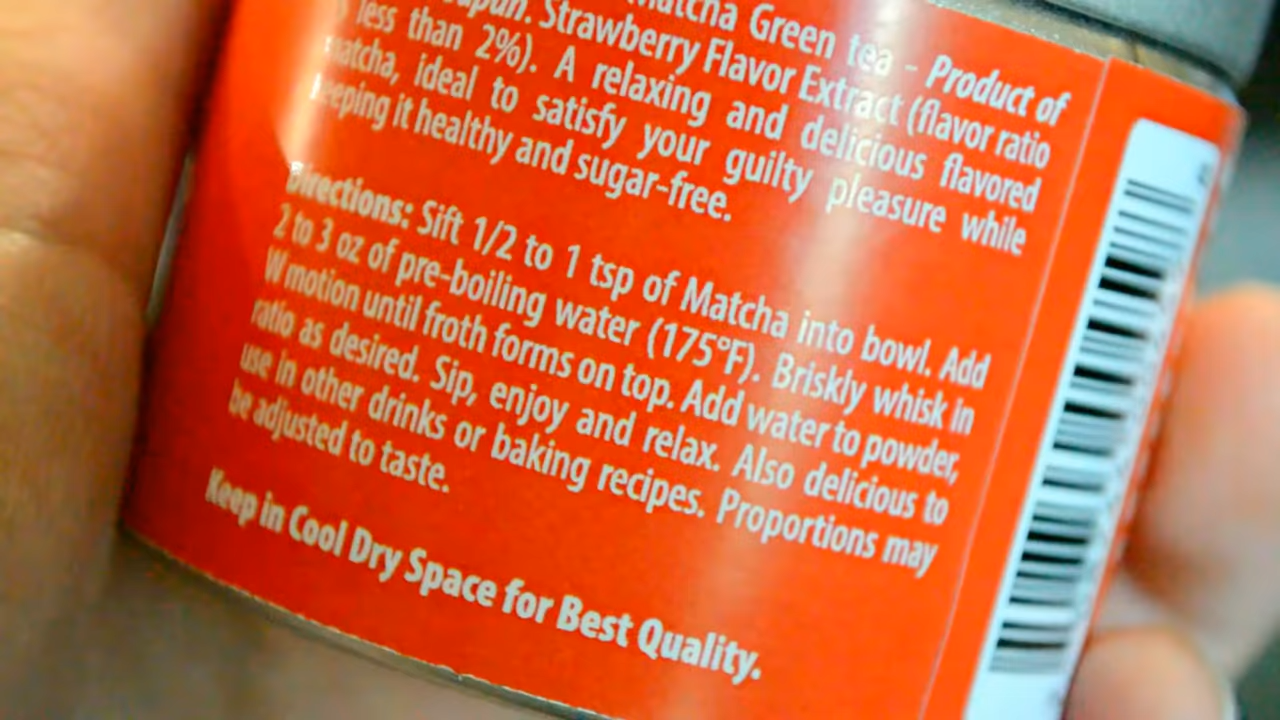 Matcha Green tea - Product of
Japan. Strawberry Flavor Extract (flavor ratio
less than 2%). A relaxing and delicious flavored
matcha, ideal to satisfy your guilty pleasure while
keeping it healthy and sugar-free.
Directions: Sift 1/2 to 1 tsp of Matcha into bowl. Add
2 to 3 oz of pre-boiling water (175°F). Briskly whisk in
W motion until froth forms on top. Add water to powder,
ratio as desired. Sip, enjoy and relax. Also delicious to
use in other drinks or baking recipes. Proportions may
be adjusted to taste.
Keep in Cool Dry Space for Best Quality.